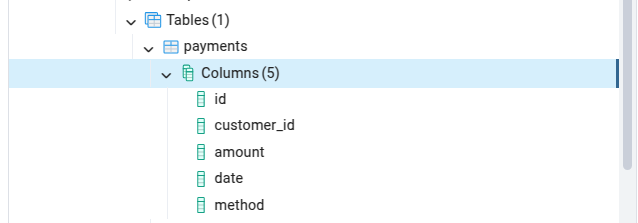 Tables (1)
payments
Columns (5)
id
customer_id
amount
date
method